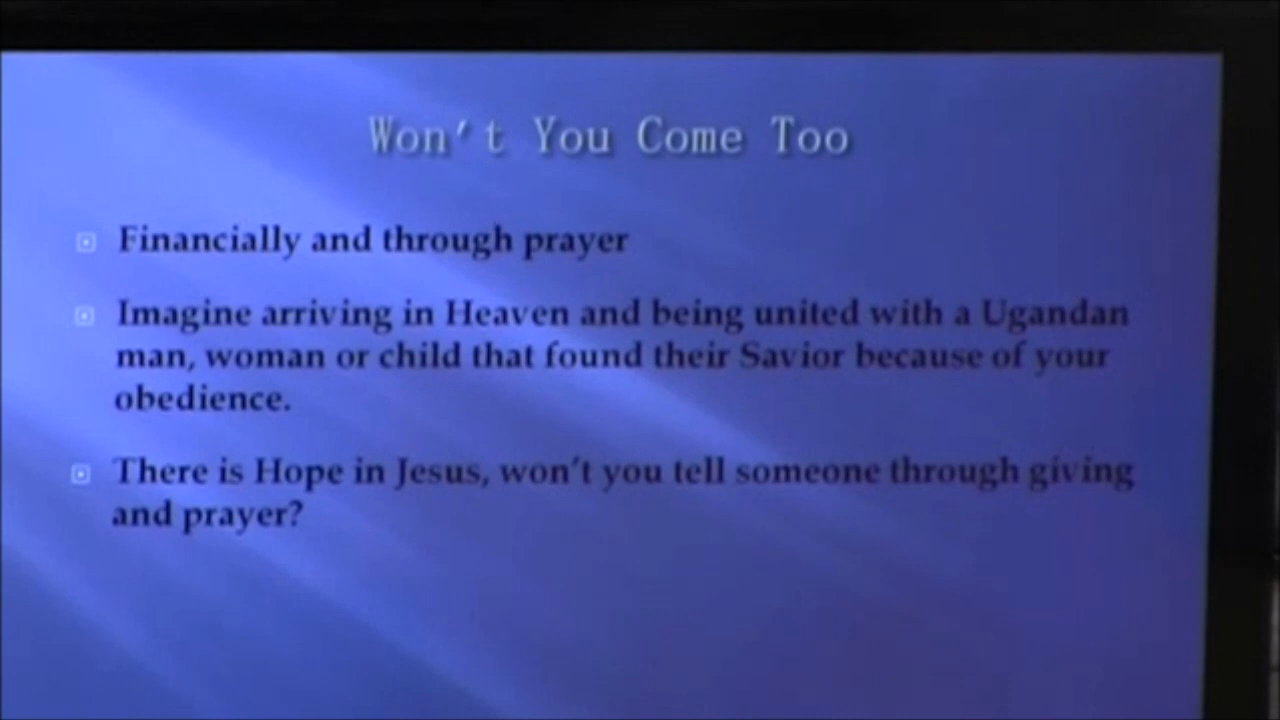 Won't You Come Too
Financially and through prayer
Imagine arriving in Heaven and being united with a Ugandan
man, woman or child that found their Savior because of your
obedience.
There is Hope in Jesus, won't you tell someone through giving
and prayer?